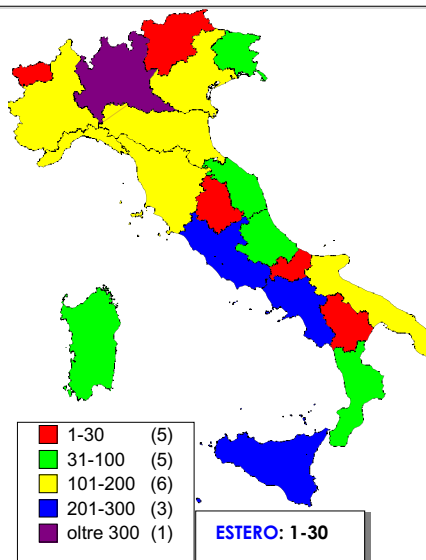 1-30 (5)
31-100 (5)
101-200 (6)
201-300 (3)
oltre 300 (1)
ESTERO: 1-30